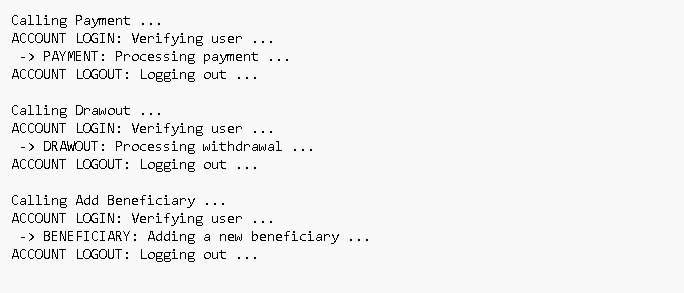 Calling Payment ...
ACCOUNT LOGIN: Verifying user ...
 -> PAYMENT: Processing payment ...
ACCOUNT LOGOUT: Logging out ...

Calling Drawout ...
ACCOUNT LOGIN: Verifying user ...
 -> DRAWOUT: Processing withdrawal ...
ACCOUNT LOGOUT: Logging out ...

Calling Add Beneficiary ...
ACCOUNT LOGIN: Verifying user ...
 -> BENEFICIARY: Adding a new beneficiary ...
ACCOUNT LOGOUT: Logging out ...